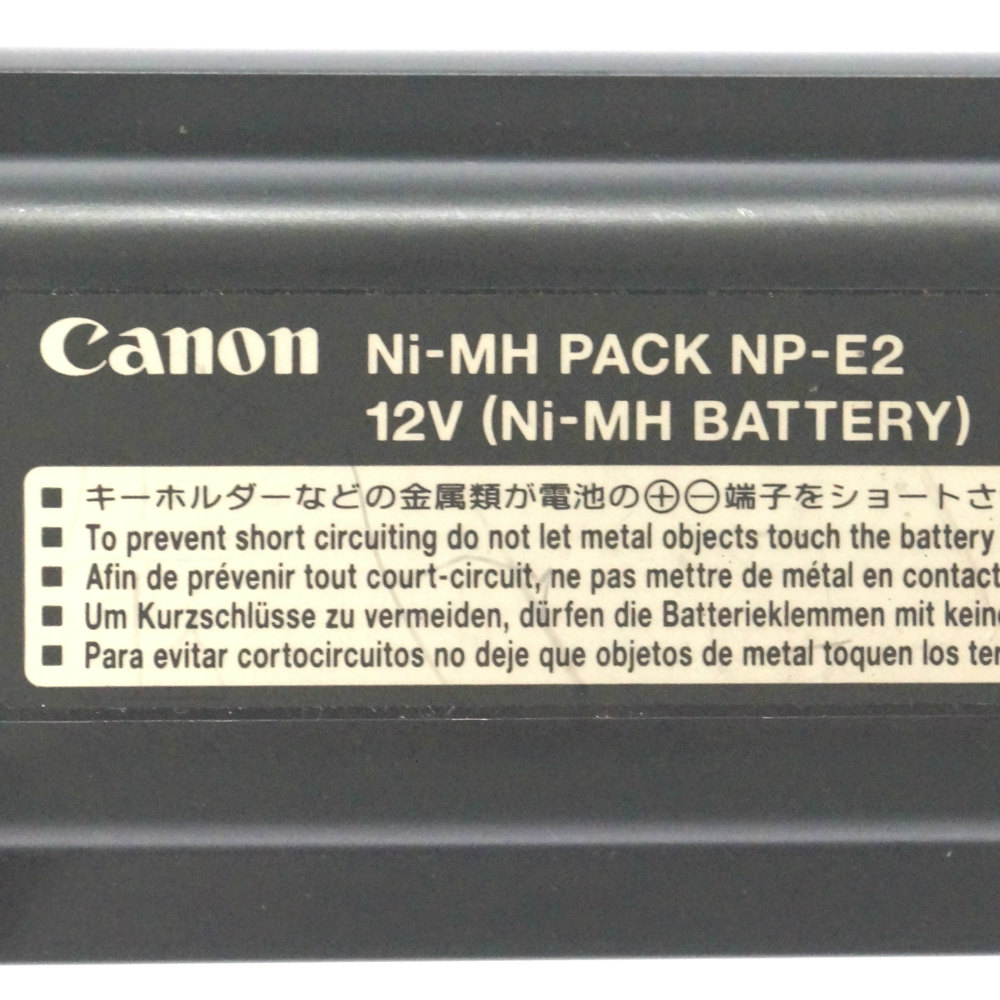 Canon Ni-MH PACK NP-E2
12V (Ni-MH BATTERY)
■ キーホルダーなどの金属類が電池の⊕⊖端子をショートさ
■ To prevent short circuiting do not let metal objects touch the battery
■ Afin de prévenir tout court-circuit, ne pas mettre de métal en contact
■ Um Kurzschlüsse zu vermeiden, dürfen die Batterieklemmen mit keine
■ Para evitar cortocircuitos no deje que objetos de metal toquen los ter